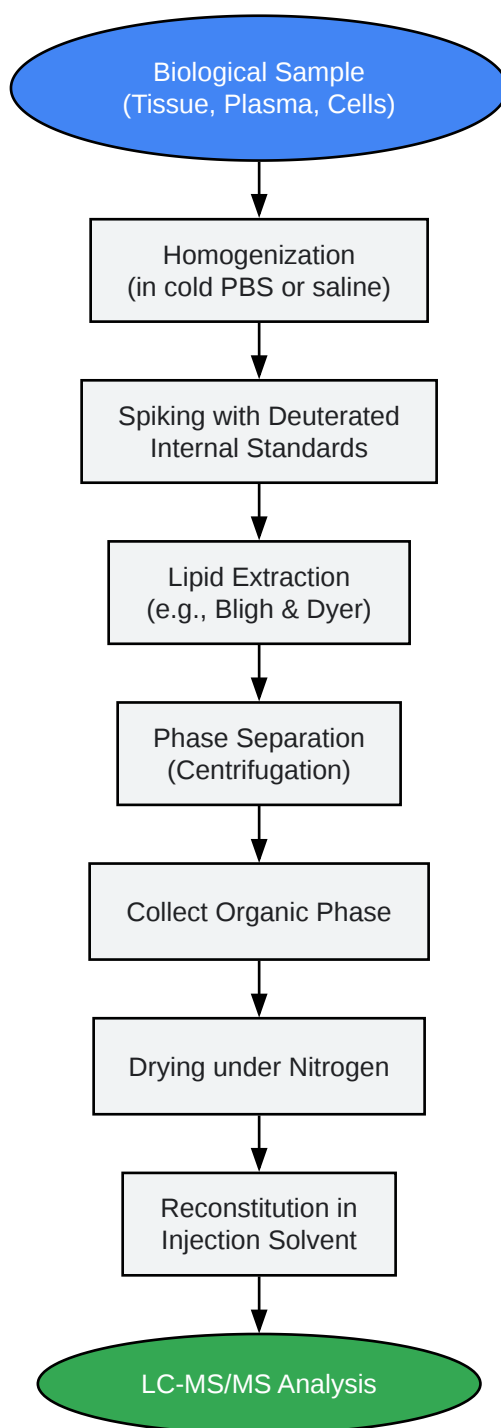 Biological Sample
(Tissue, Plasma, Cells)
Homogenization
(in cold PBS or saline)
Spiking with Deuterated
Internal Standards
Lipid Extraction
(e.g., Bligh & Dyer)
Phase Separation
(Centrifugation)
Collect Organic Phase
Drying under Nitrogen
Reconstitution in
Injection Solvent
LC-MS/MS Analysis